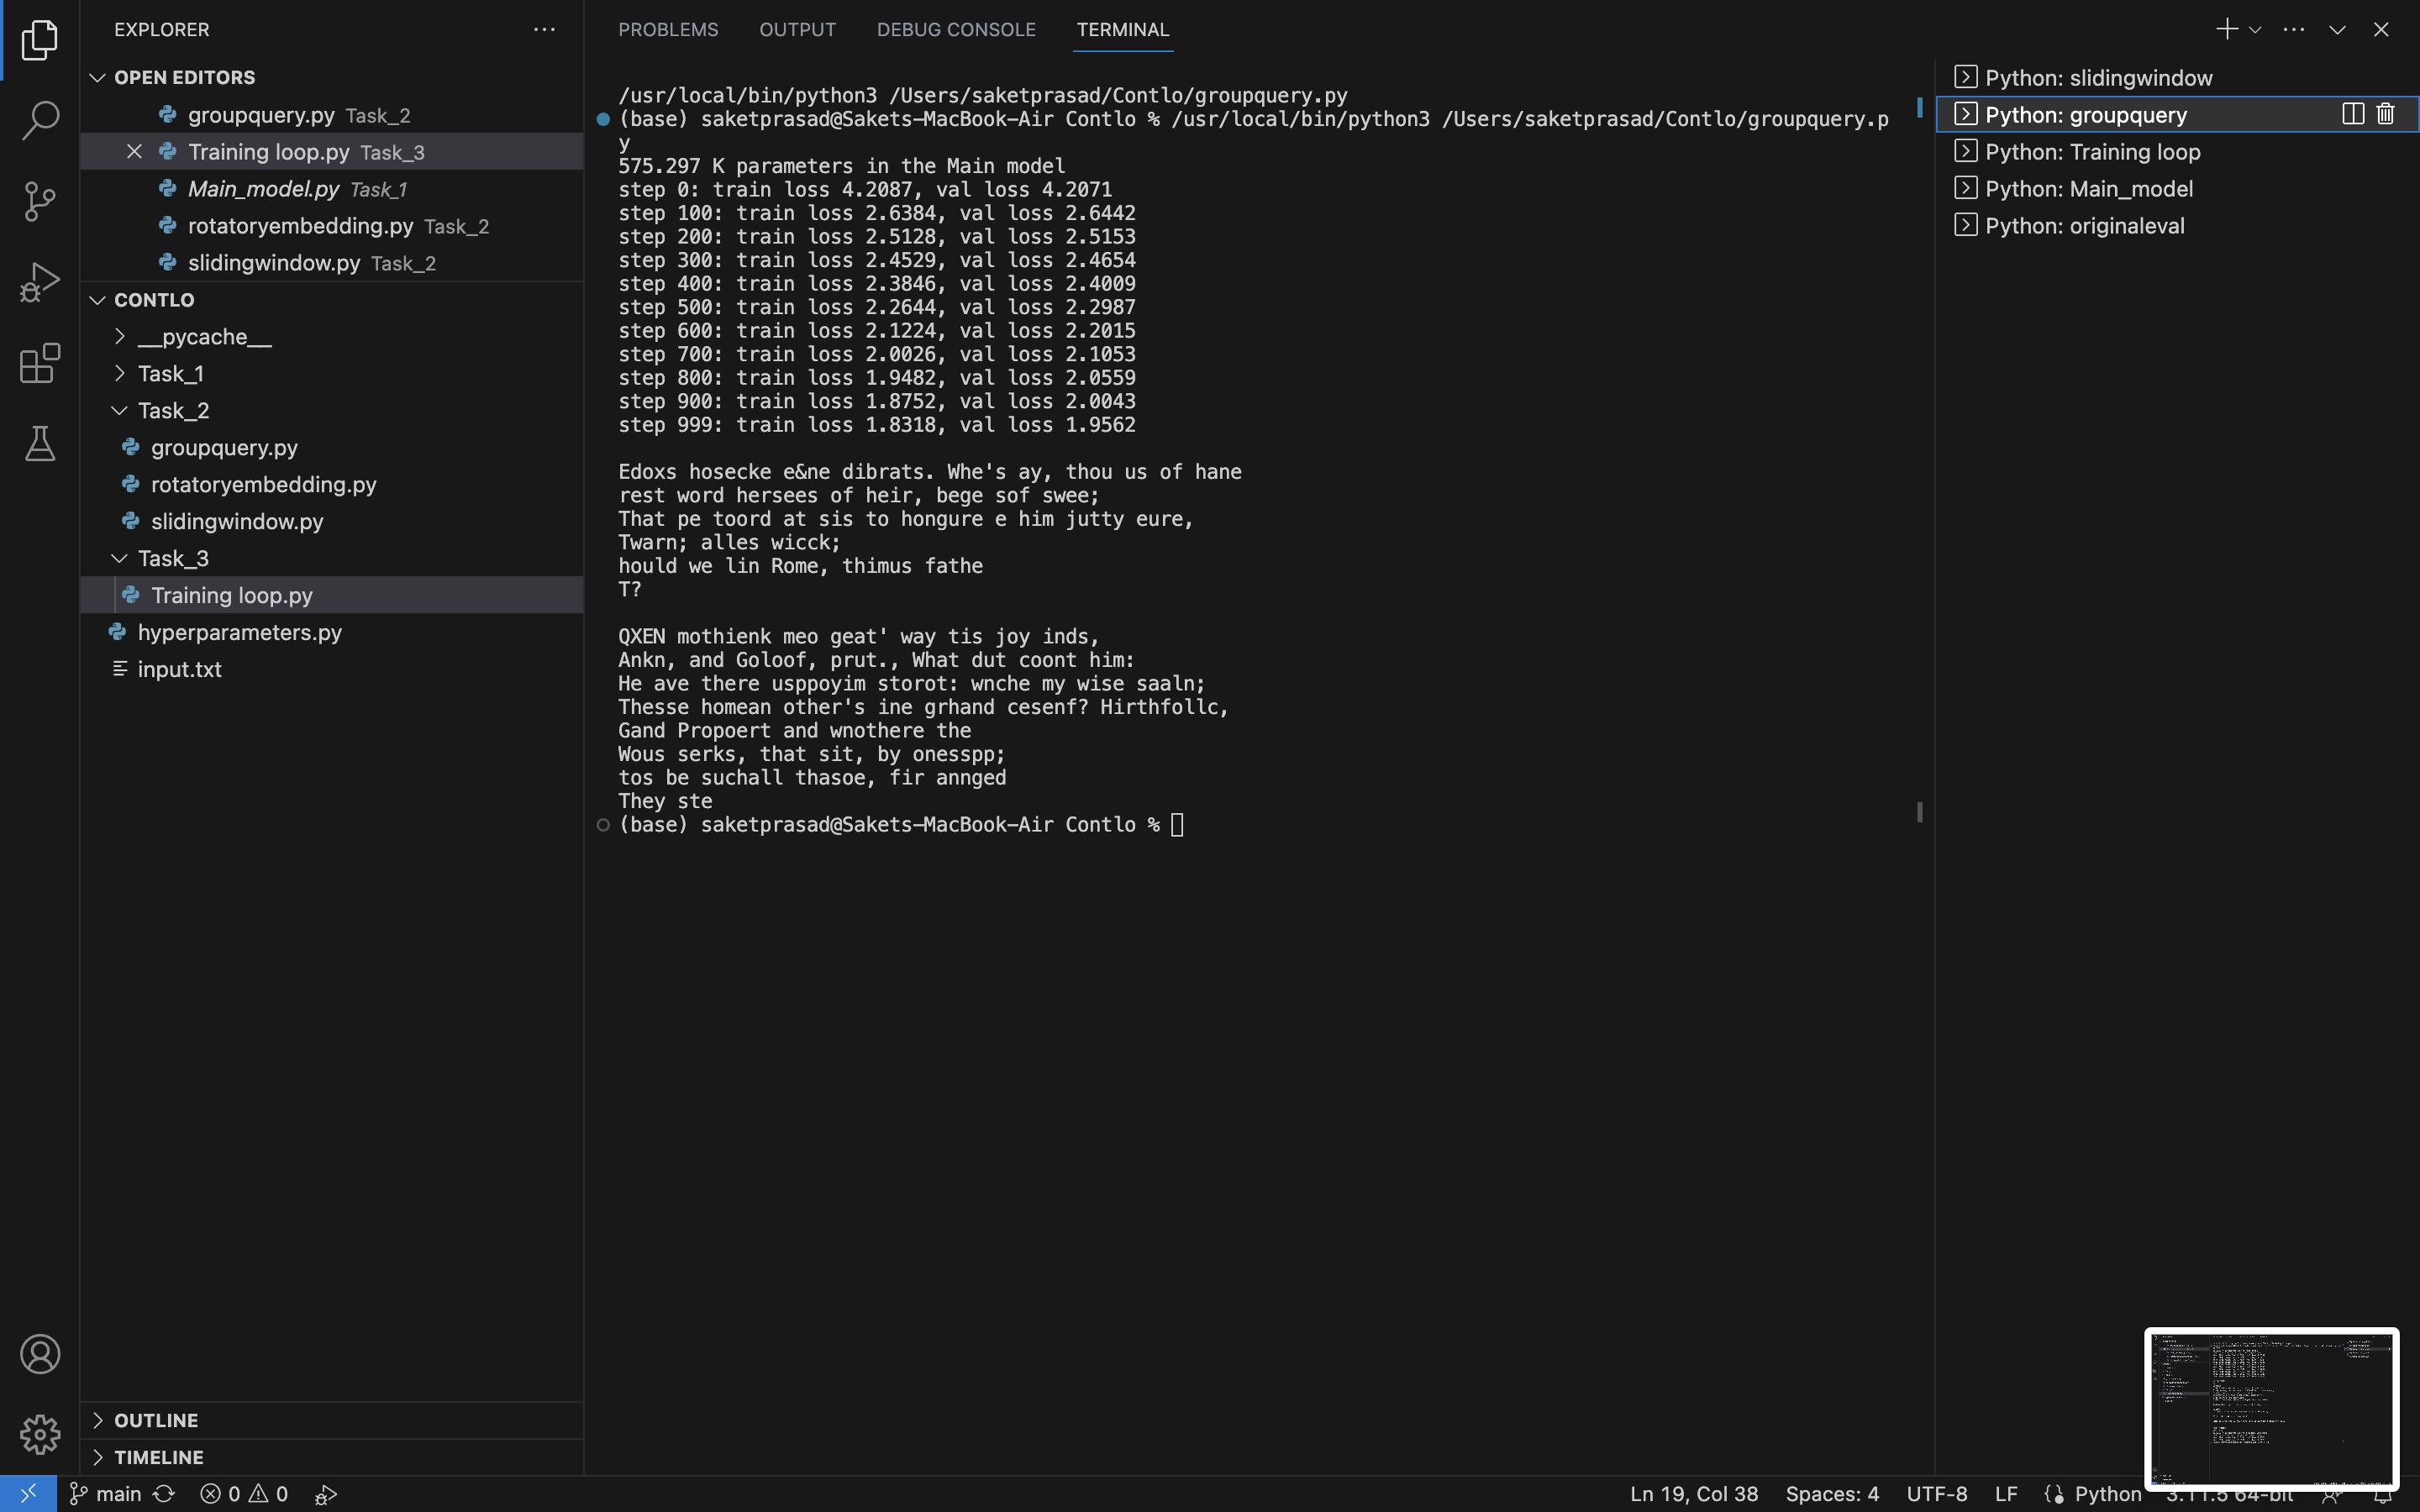 EXPLORER
OPEN EDITORS
groupquery.py Task_2
Training loop.py Task_3
Main_model.py Task_1
rotatoryembedding.py Task_2
slidingwindow.py Task_2
CONTLO
__pycache__
Task_1
Task_2
groupquery.py
rotatoryembedding.py
slidingwindow.py
Task_3
Training loop.py
hyperparameters.py
input.txt
OUTLINE
TIMELINE
PROBLEMS OUTPUT DEBUG CONSOLE TERMINAL
/usr/local/bin/python3 /Users/saketprasad/Contlo/groupquery.py
(base) saketprasad@Sakets-MacBook-Air Contlo % /usr/local/bin/python3 /Users/saketprasad/Contlo/groupquery.p
y
575.297 K parameters in the Main model
step 0: train loss 4.2087, val loss 4.2071
step 100: train loss 2.6384, val loss 2.6442
step 200: train loss 2.5128, val loss 2.5153
step 300: train loss 2.4529, val loss 2.4654
step 400: train loss 2.3846, val loss 2.4009
step 500: train loss 2.2644, val loss 2.2987
step 600: train loss 2.1224, val loss 2.2015
step 700: train loss 2.0026, val loss 2.1053
step 800: train loss 1.9482, val loss 2.0559
step 900: train loss 1.8752, val loss 2.0043
step 999: train loss 1.8318, val loss 1.9562
Edoxs hosecke e&ne dibrats. Whe's ay, thou us of hane
rest word hersees of heir, bege sof swee;
That pe toord at sis to hongure e him jutty eure,
Twarn; alles wicck;
hould we lin Rome, thimus fathe
T?
QXEN mothienk meo geat' way tis joy inds,
Ankn, and Goloof, prut., What dut coont him:
He ave there usppoyim storot: wnche my wise saaln;
Thesse homean other's ine grhand cesenf? Hirthfollc,
Gand Propoert and wnothere the
Wous serks, that sit, by onesspp;
tos be suchall thasoe, fir annged
They ste
(base) saketprasad@Sakets-MacBook-Air Contlo %
Python: slidingwindow
Python: groupquery
Python: Training loop
Python: Main_model
Python: originaleval
main 0 0
Ln 19, Col 38 Spaces: 4 UTF-8 LF Python 3.11.5 64-bit